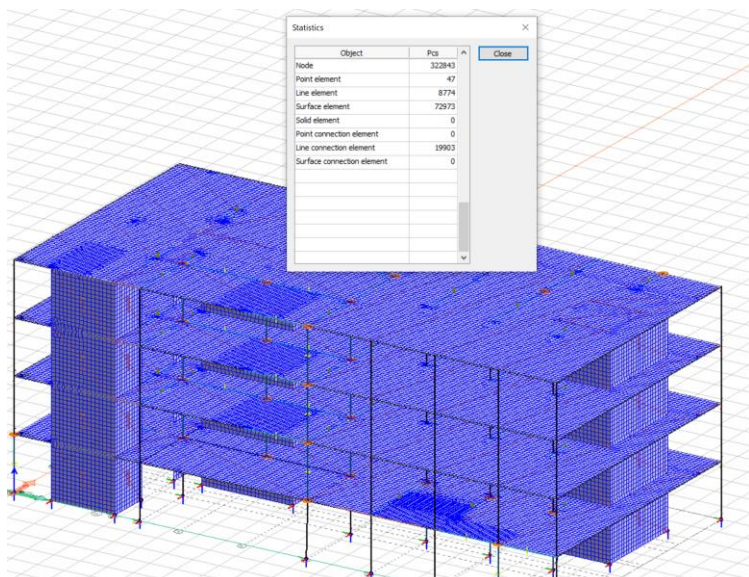 Statistics
Object Pcs Close
Node 322843
Point element 47
Line element 8774
Surface element 72973
Solid element 0
Point connection element 0
Line connection element 19903
Surface connection element 0